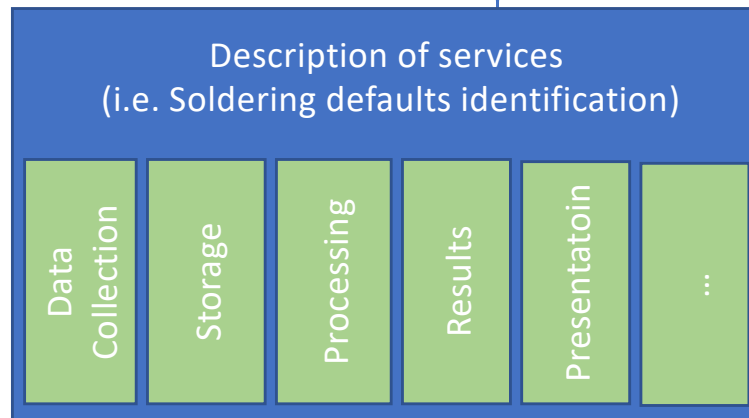 Description of services
(i.e. Soldering defaults identification)
Data
Collection
Storage
Processing
Results
Presentatoin
...